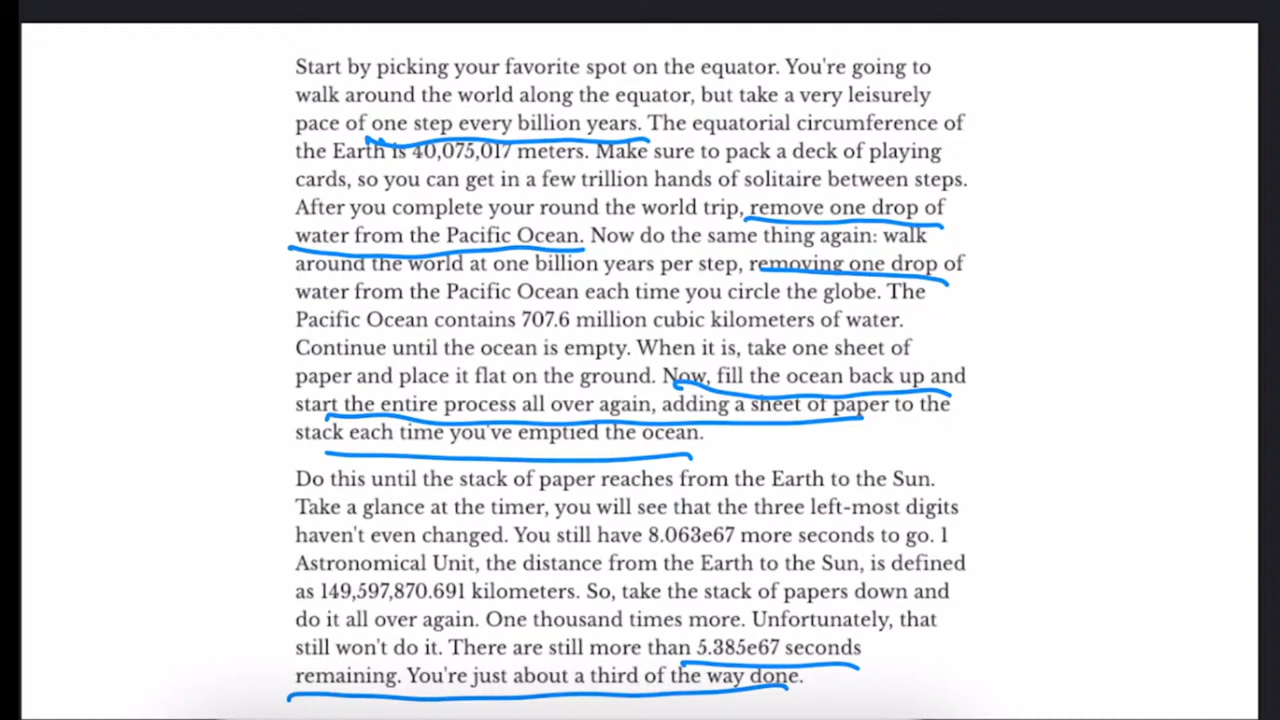 Start by picking your favorite spot on the equator. You're going to
walk around the world along the equator, but take a very leisurely
pace of one step every billion years. The equatorial circumference of
the Earth is 40,075,017 meters. Make sure to pack a deck of playing
cards, so you can get in a few trillion hands of solitaire between steps.
After you complete your round the world trip, remove one drop of
water from the Pacific Ocean. Now do the same thing again: walk
around the world at one billion years per step, removing one drop of
water from the Pacific Ocean each time you circle the globe. The
Pacific Ocean contains 707.6 million cubic kilometers of water.
Continue until the ocean is empty. When it is, take one sheet of
paper and place it flat on the ground. Now, fill the ocean back up and
start the entire process all over again, adding a sheet of paper to the
stack each time you've emptied the ocean.
Do this until the stack of paper reaches from the Earth to the Sun.
Take a glance at the timer, you will see that the three left-most digits
haven't even changed. You still have 8.063e67 more seconds to go. 1
Astronomical Unit, the distance from the Earth to the Sun, is defined
as 149,597,870.691 kilometers. So, take the stack of papers down and
do it all over again. One thousand times more. Unfortunately, that
still won't do it. There are still more than 5.385e67 seconds
remaining. You're just about a third of the way done.